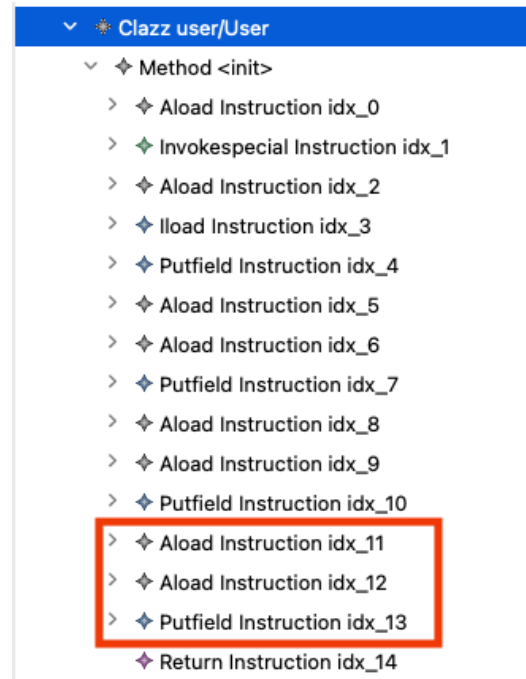 Clazz user/User
Method <init>
Aload Instruction idx_0
Invokespecial Instruction idx_1
Aload Instruction idx_2
Iload Instruction idx_3
Putfield Instruction idx_4
Aload Instruction idx_5
Aload Instruction idx_6
Putfield Instruction idx_7
Aload Instruction idx_8
Aload Instruction idx_9
Putfield Instruction idx_10
Aload Instruction idx_11
Aload Instruction idx_12
Putfield Instruction idx_13
Return Instruction idx_14